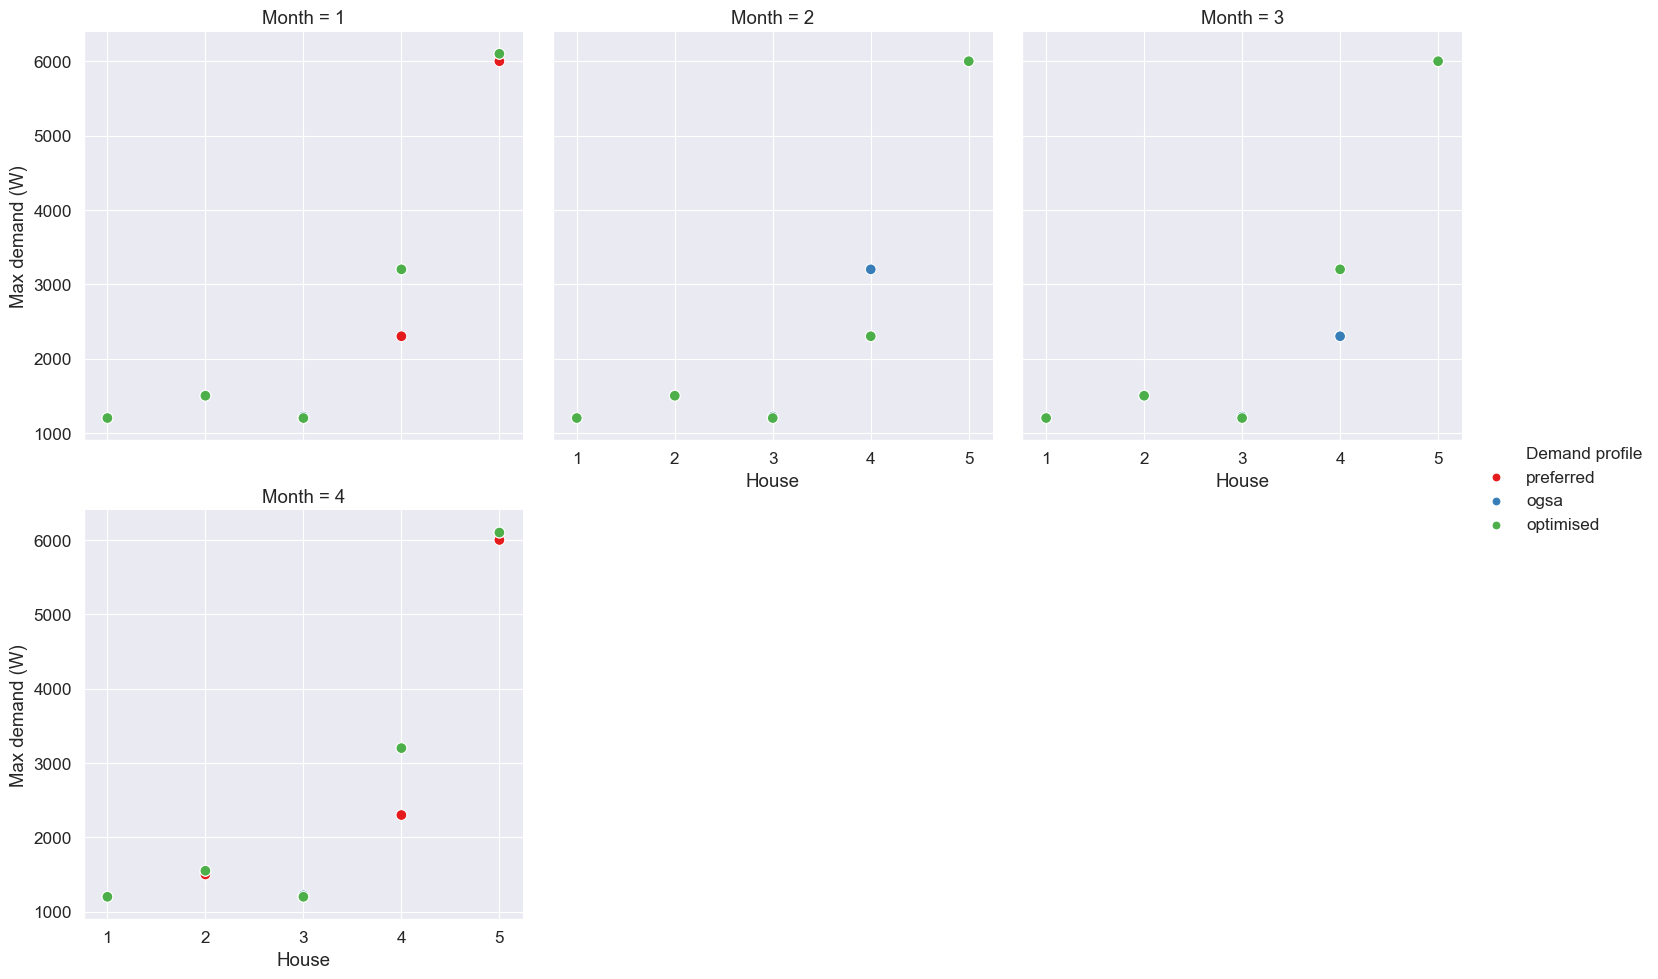 Month = 1
Month = 2
Month = 3
Max demand (W)
6000
5000
4000
3000
2000
1000
1 2 3 4 5
House
1 2 3 4 5
House
Demand profile
preferred
ogsa
optimised
Month = 4
Max demand (W)
6000
5000
4000
3000
2000
1000
1 2 3 4 5
House